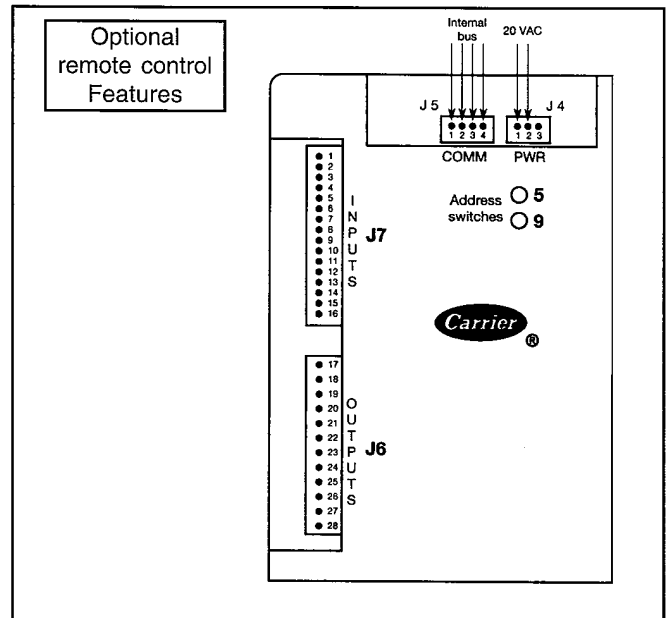 Optional
remote control
Features
Internal
bus
20 VAC
J 5
J 4
1 2 3 4
1 2 3
COMM
PWR
Address
switches
5
9
1
2
3
4
5
6
7
8
9
10
11
12
13
14
15
16
INPUTS
J7
Carrier
®
17
18
19
20
21
22
23
24
25
26
27
28
OUTPUTS
J6